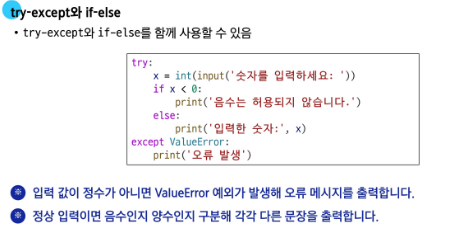 try-except와 if-else
• try-except와 if-else를 함께 사용할 수 있음
try:
    x = int(input('숫자를 입력하세요: '))
    if x < 0:
        print('음수는 허용되지 않습니다.')
    else:
        print('입력한 숫자:', x)
except ValueError:
    print('오류 발생')
※ 입력 값이 정수가 아니면 ValueError 예외가 발생해 오류 메시지를 출력합니다.
※ 정상 입력이면 음수인지 양수인지 구분해 각각 다른 문장을 출력합니다.